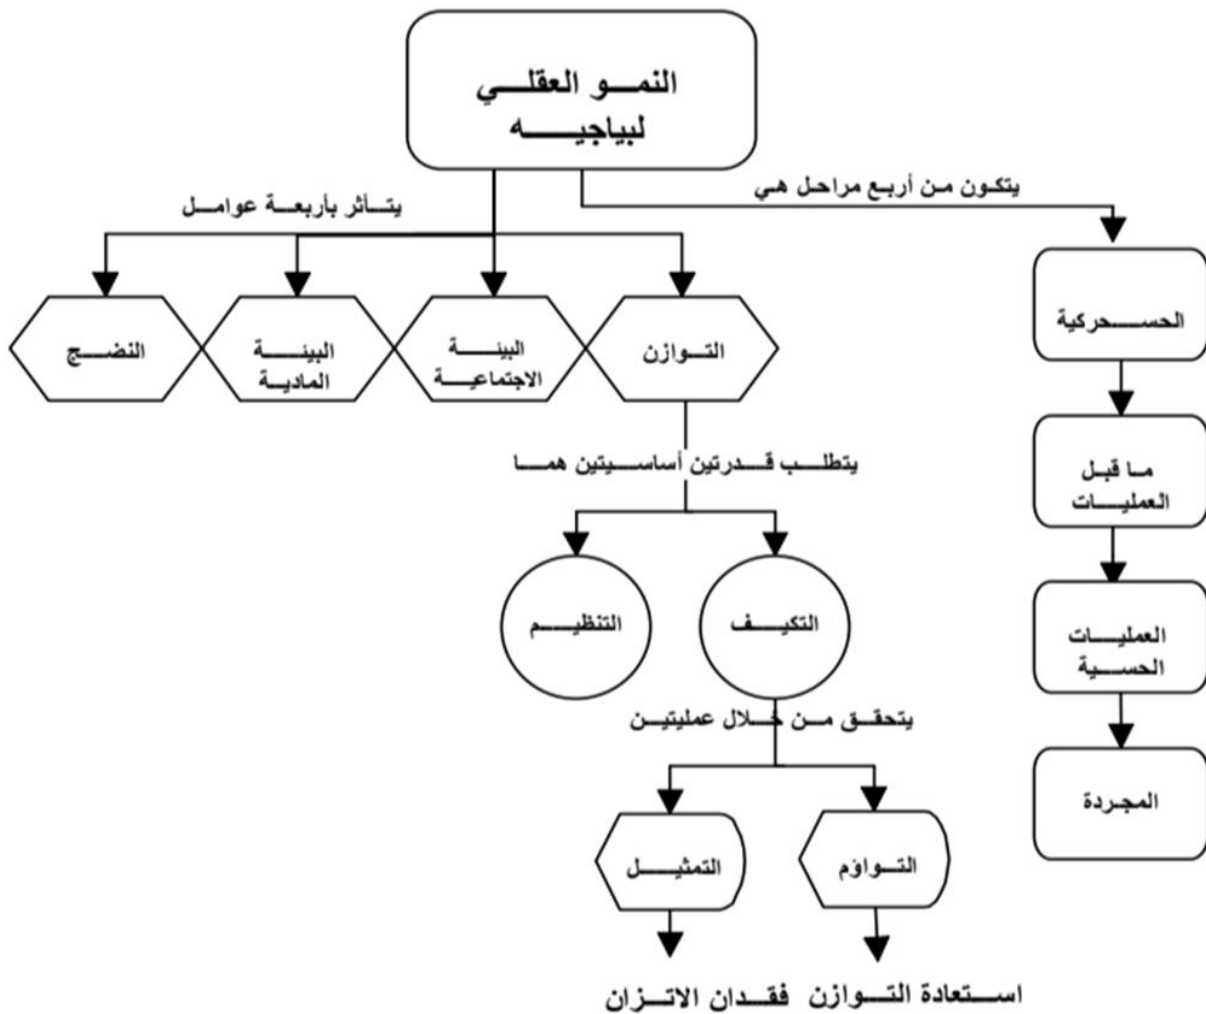 النمو العقلي
لبياجيه
يتكون من أربع مراحل هي
يتأثر بأربعة عوامل
الحسحركية
التوازن
البيئة
الاجتماعية
البيئة
المادية
النضج
يتطلب قدرتين أساسيتين هما
ما قبل
العمليات
التكيف
التنظيم
العمليات
الحسية
يتحقق من خلال عمليتين
المجردة
التواؤم
التمثيل
استعادة التوازن
فقدان الاتزان